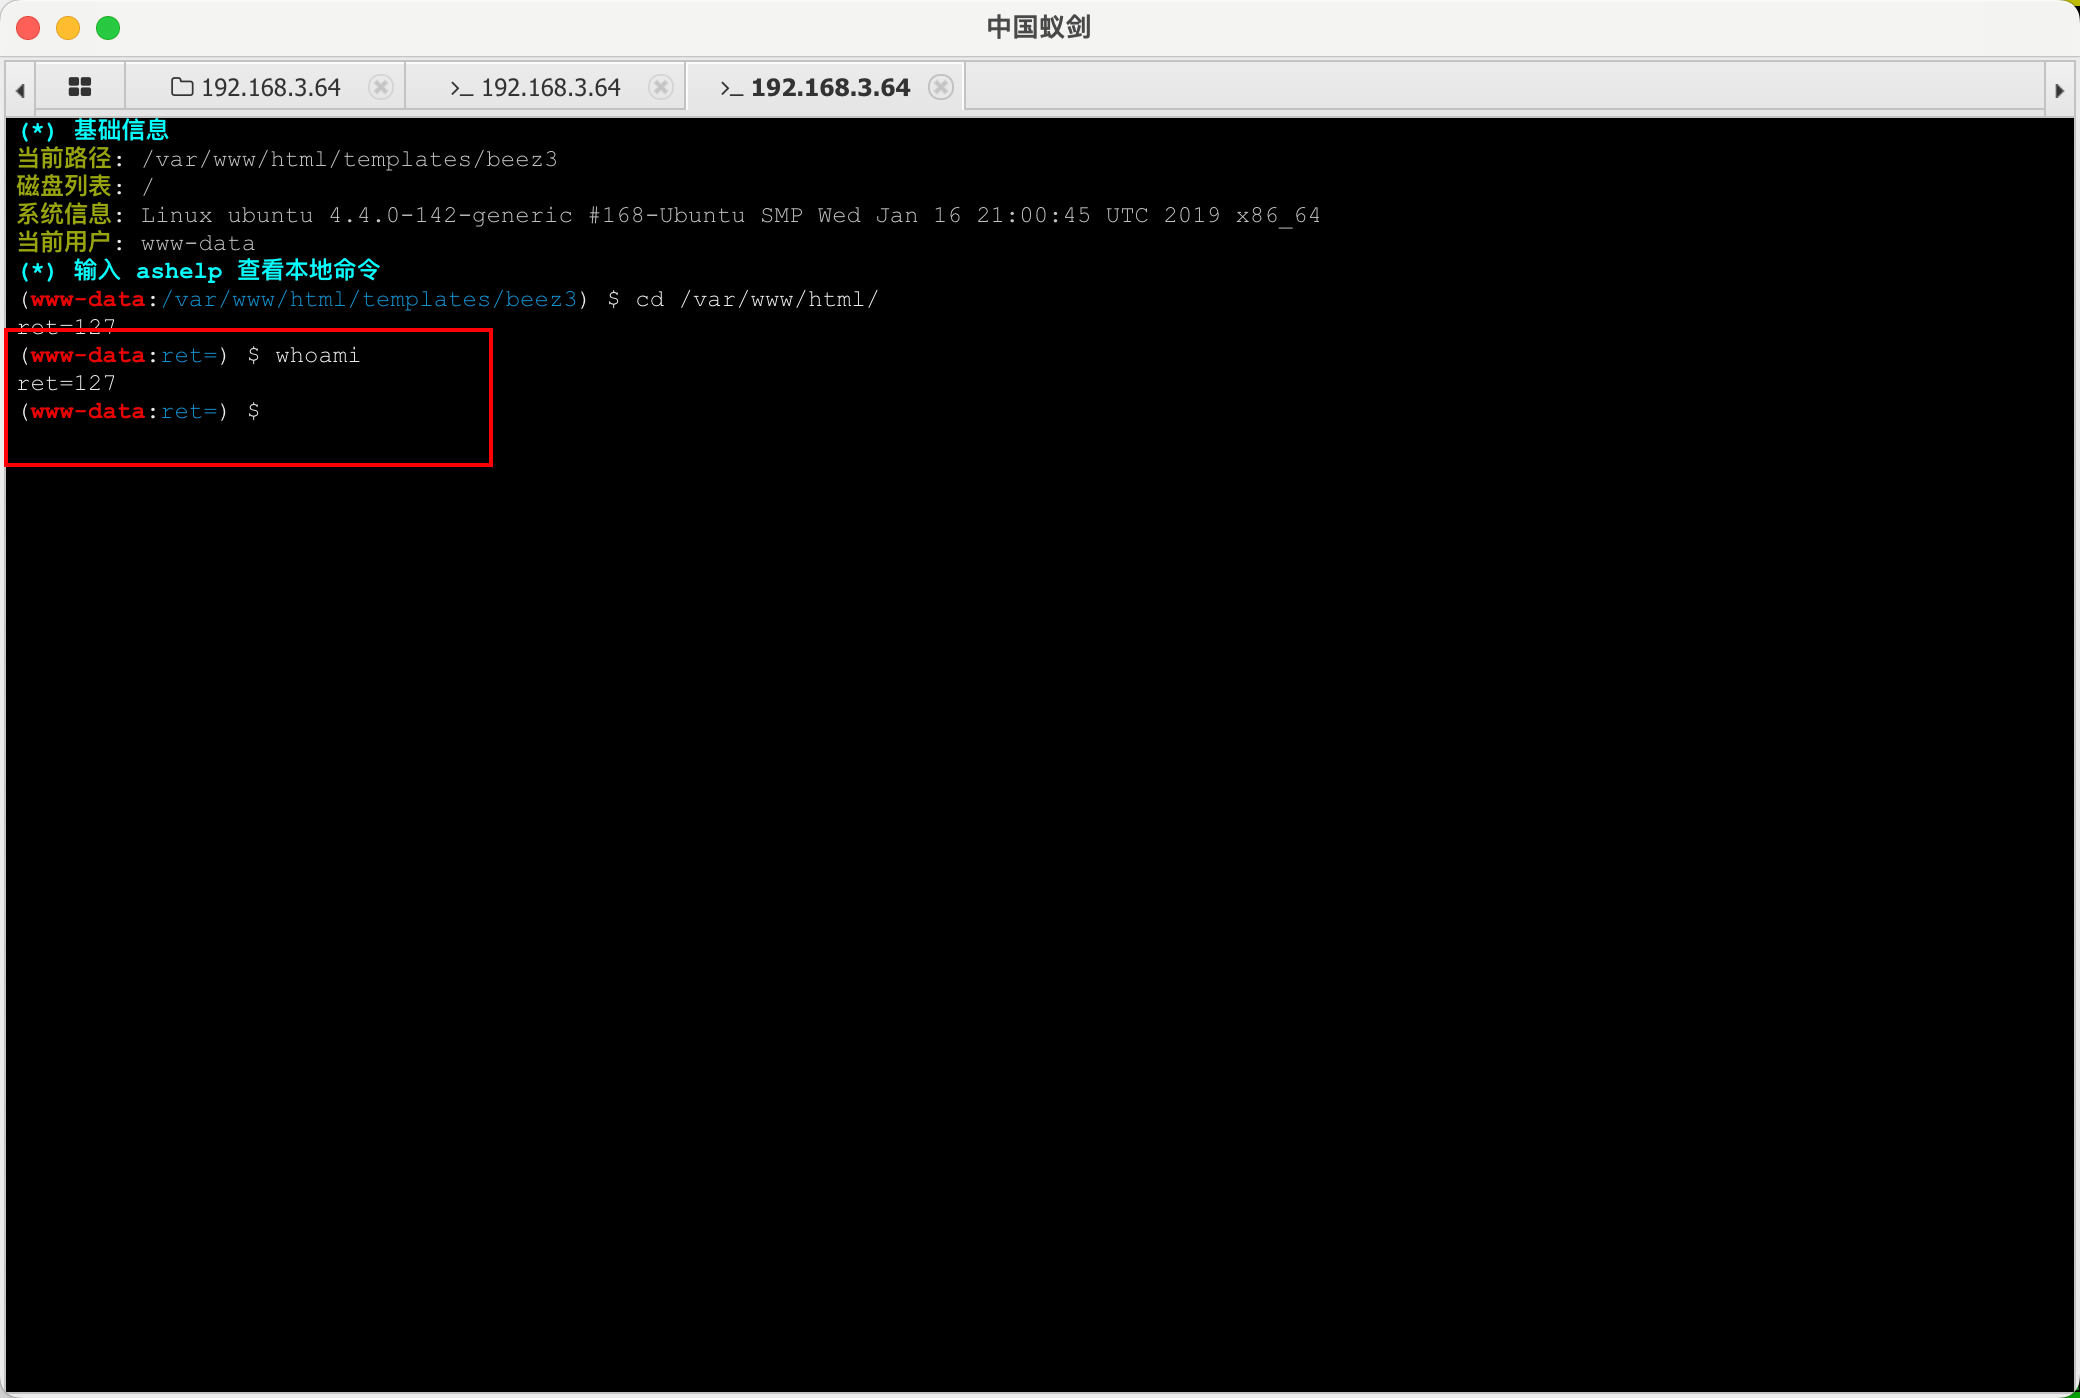 中国蚁剑
192.168.3.64 >_ 192.168.3.64 >_ 192.168.3.64
(*) 基础信息
当前路径: /var/www/html/templates/beez3
磁盘列表: /
系统信息: Linux ubuntu 4.4.0-142-generic #168-Ubuntu SMP Wed Jan 16 21:00:45 UTC 2019 x86_64
当前用户: www-data
(*) 输入 ashelp 查看本地命令
(www-data:/var/www/html/templates/beez3) $ cd /var/www/html/
ret=127
(www-data:ret=) $ whoami
ret=127
(www-data:ret=) $